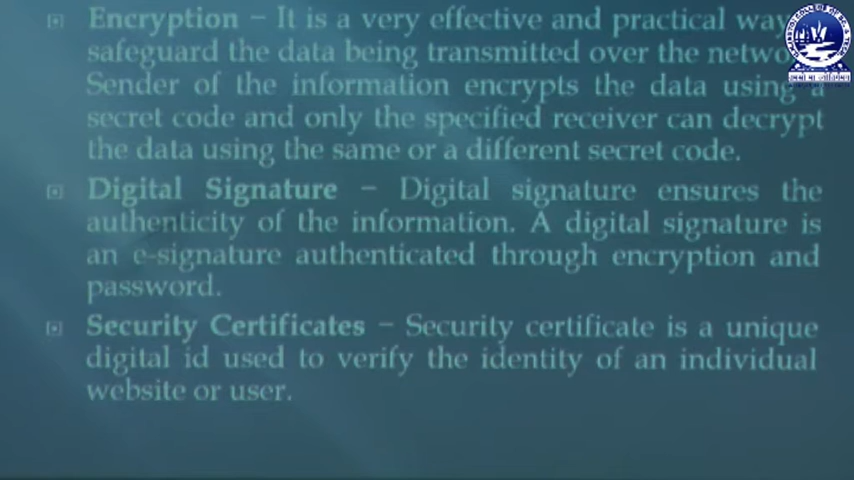 Encryption – It is a very effective and practical way
safeguard the data being transmitted over the
Sender of the information encrypts the data using a
secret code and only the specified receiver can decrypt
the data using the same or a different secret code.
Digital Signature – Digital signature ensures the
authenticity of the information. A digital signature is
an e-signature authenticated through encryption and
password.
Security Certificates – Security certificate is a unique
digital id used to verify the identity of an individual
website or user.